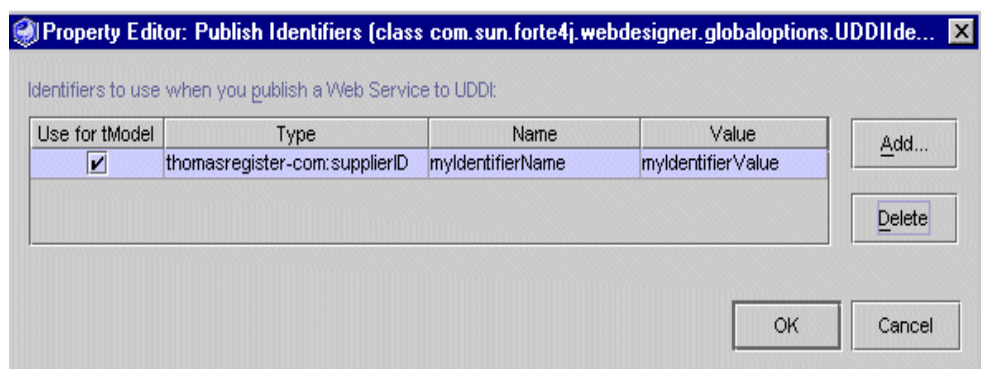 Property Editor: Publish Identifiers (class com.sun.forte4j.webdesigner.globaloptions.UDDIIde...
Identifiers to use when you publish a Web Service to UDDI:
Use for tModel Type Name Value
thomasregister-com:supplierID myIdentifierName myIdentifierValue
Add...
Delete
OK Cancel